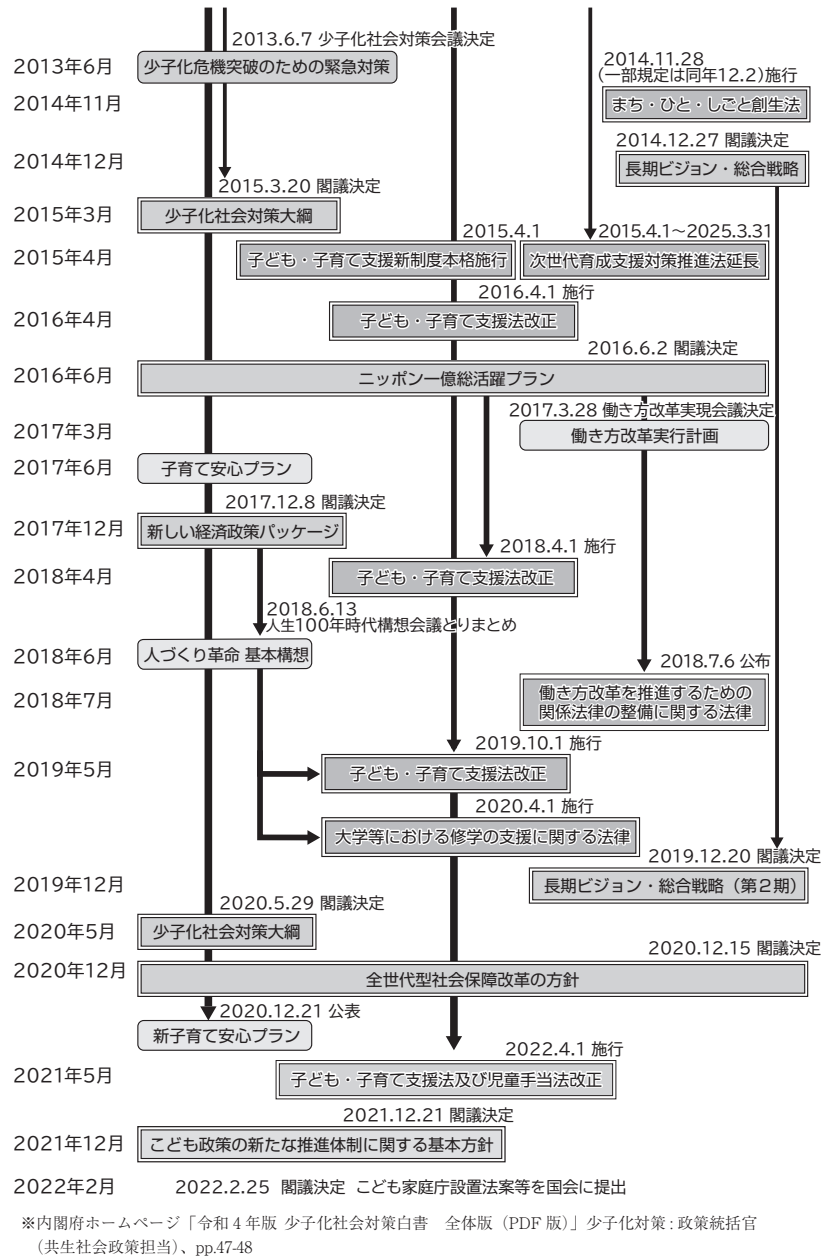 2013.6.7 少子化社会対策会議決定
2013年6月
少子化危機突破のための緊急対策
2014.11.28
(一部規定は同年12.2)施行
2014年11月
まち・ひと・しごと創生法
2014.12.27 閣議決定
2014年12月
長期ビジョン・総合戦略
2015.3.20 閣議決定
2015年3月
少子化社会対策大綱
2015.4.1
2015.4.1～2025.3.31
2015年4月
子ども・子育て支援新制度本格施行
次世代育成支援対策推進法延長
2016.4.1 施行
2016年4月
子ども・子育て支援法改正
2016.6.2 閣議決定
2016年6月
ニッポン一億総活躍プラン
2017.3.28 働き方改革実現会議決定
2017年3月
働き方改革実行計画
2017年6月
子育て安心プラン
2017.12.8 閣議決定
2017年12月
新しい経済政策パッケージ
2018.4.1 施行
2018年4月
子ども・子育て支援法改正
2018.6.13
人生100年時代構想会議とりまとめ
2018年6月
人づくり革命 基本構想
2018.7.6 公布
2018年7月
働き方改革を推進するための
関係法律の整備に関する法律
2019.10.1 施行
2019年5月
子ども・子育て支援法改正
2020.4.1 施行
大学等における修学の支援に関する法律
2019.12.20 閣議決定
2019年12月
長期ビジョン・総合戦略（第2期）
2020.5.29 閣議決定
2020年5月
少子化社会対策大綱
2020.12.15 閣議決定
2020年12月
全世代型社会保障改革の方針
2020.12.21 公表
新子育て安心プラン
2022.4.1 施行
2021年5月
子ども・子育て支援法及び児童手当法改正
2021.12.21 閣議決定
2021年12月
こども政策の新たな推進体制に関する基本方針
2022年2月
2022.2.25 閣議決定 こども家庭庁設置法案等を国会に提出
※内閣府ホームページ「令和4年版 少子化社会対策白書　全体版（PDF版）」少子化対策 : 政策統括官
（共生社会政策担当）、pp.47-48